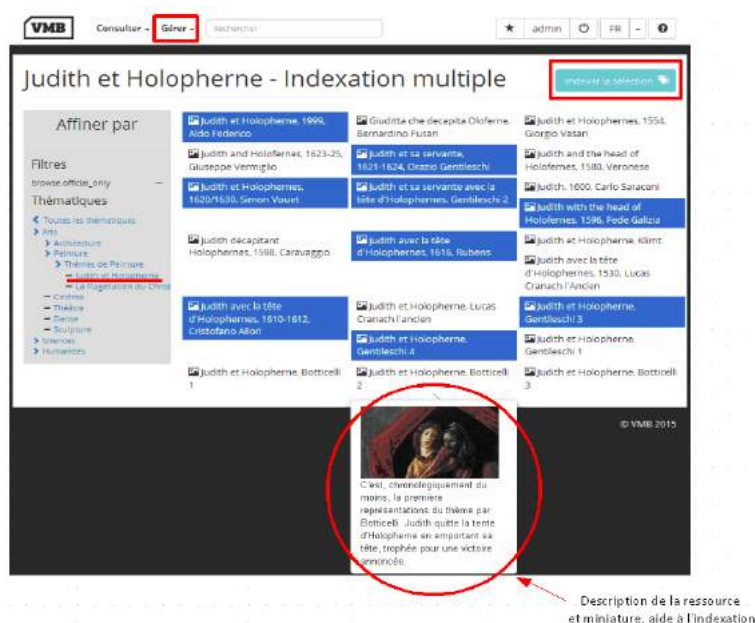 VMB Consulter Gérer Rechercher admin FR
Judith et Holopherne - Indexation multiple
Indexer la sélection
Affiner par
Filtres
browse.official_only
Thématiques
Toutes les thématiques
Arts
Architecture
Peinture
Thèmes de Peinture
Judith et Holopherne
La Flagellation du Christ
Cinéma
Théâtre
Danse
Sculpture
Sciences
Humanités
Judith et Holopherne, 1999,
Aldo Federico
Giuditta che decapita Oloferne,
Bernardino Fusari
Judith et Holophernes, 1554,
Giorgio Vasari
Judith and Holofernes, 1623-25,
Giuseppe Vermiglio
Judith et sa servante,
1621-1624, Orazio Gentileschi
Judith and the head of
Holofernes, 1580, Veronese
Judith et Holophernes,
1620/1630, Simon Vouet
Judith et sa servante avec la
tête d'Holophernes, Gentileschi 2
Judith, 1600, Carlo Saraceni
Judith with the head of
Holofernes, 1596, Fede Galizia
Judith décapitant
Holophernes, 1598, Caravaggio
Judith avec la tête
d'Holophernes, 1616, Rubens
Judith et Holopherne, Klimt
Judith avec la tête
d'Holophernes, 1530, Lucas
Cranach l'Ancien
Judith avec la tête
d'Holophernes, 1610-1612,
Cristofano Allori
Judith et Holopherne, Lucas
Cranach l'ancien
Judith et Holopherne,
Gentileschi 3
Judith et Holopherne,
Gentileschi 4
Judith et Holopherne,
Gentileschi 1
Judith et Holopherne, Botticelli
1
Judith et Holopherne, Botticelli
2
Judith et Holopherne, Botticelli
3
© VMB 2015
C'est, chronologiquement du
moins, la première
représentations du thème par
Botticelli. Judith quitte la tente
d'Holopherne en emportant sa
tête, trophée pour une victoire
annoncée.
Description de la ressource
et miniature, aide à l'indexation